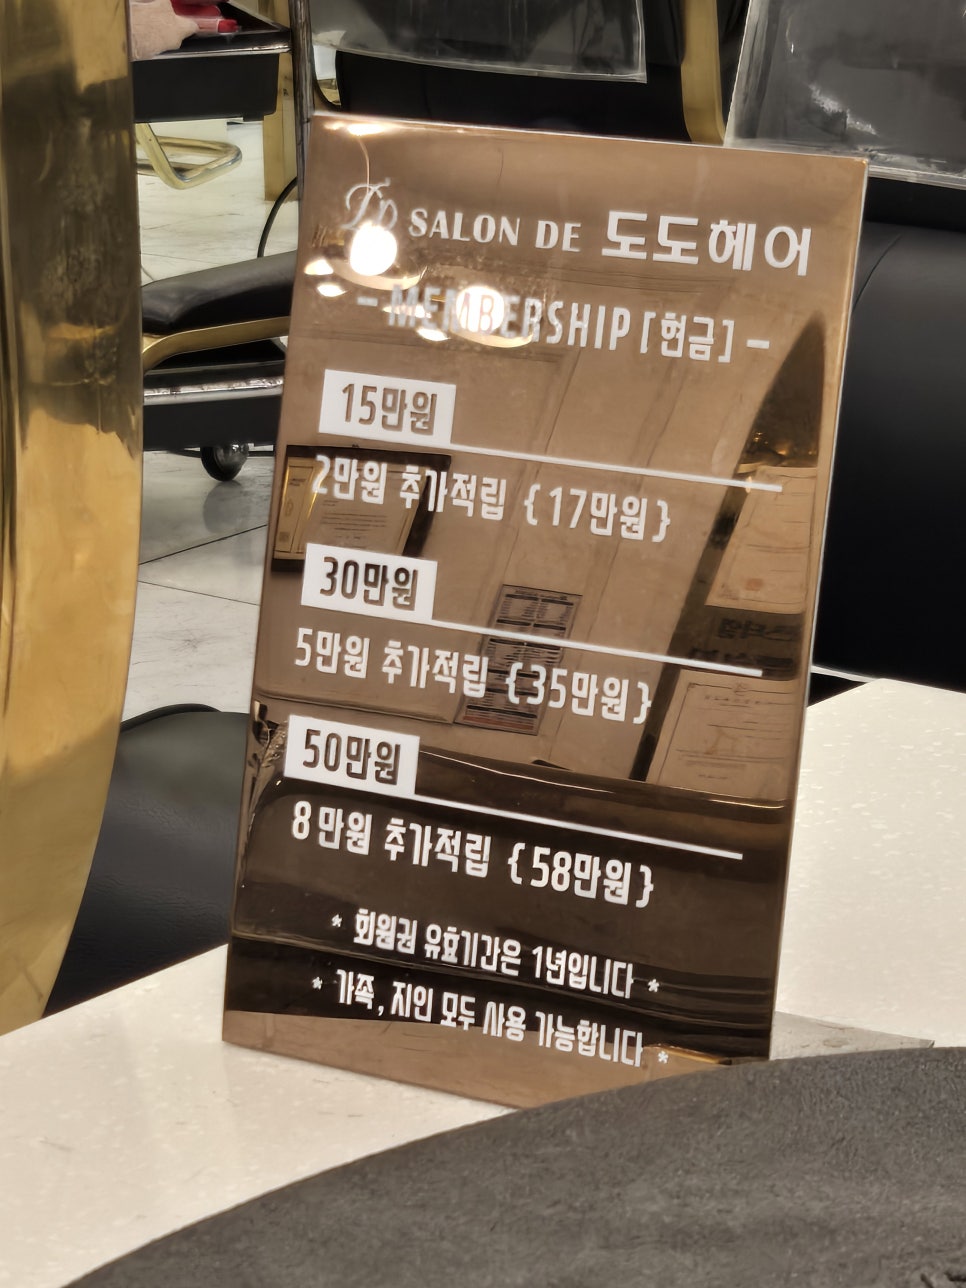 SALON DE 도도헤어
- MEMBERSHIP [현금] -
15만원
2만원 추가적립 {17만원}
30만원
5만원 추가적립 {35만원}
50만원
8만원 추가적립 {58만원}
* 회원권 유효기간은 1년입니다 *
* 가족, 지인 모두 사용 가능합니다 *